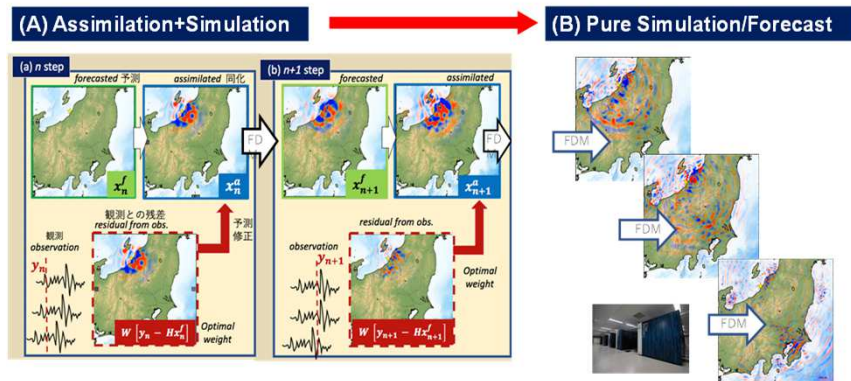 (A) Assimilation+Simulation
(B) Pure Simulation/Forecast
(a) n step
forecasted 予測
assimilated 同化
x_n^f
x_n^a
FD
観測との残差
residual from obs.
予測
修正
観測
observation
y_n
W [y_n − Hx_n^f]
Optimal
weight
(b) n+1 step
forecasted
assimilated
x_{n+1}^f
x_{n+1}^a
FD
residual from obs.
observation
y_{n+1}
Optimal
weight
W [y_{n+1} − Hx_{n+1}^f]
FDM
FDM
FDM